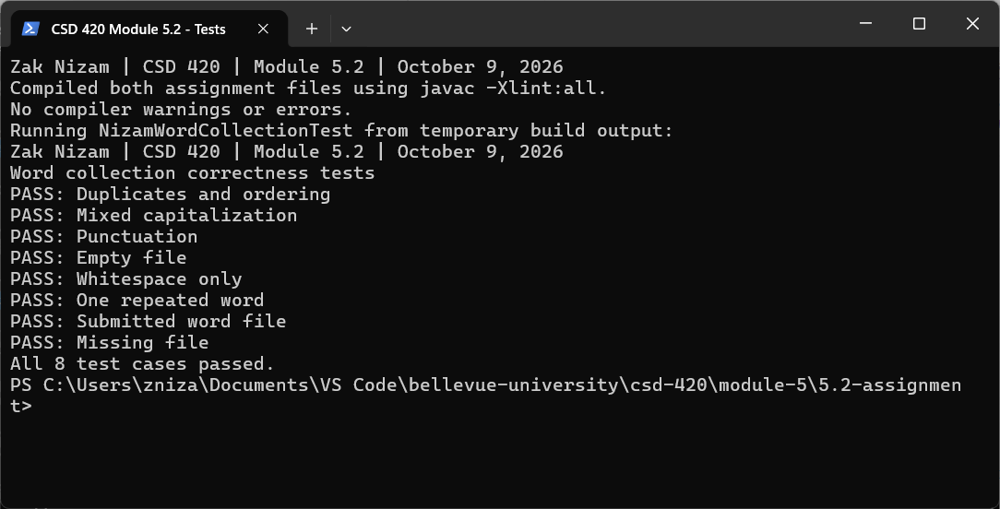 CSD 420 Module 5.2 - Tests
Zak Nizam | CSD 420 | Module 5.2 | October 9, 2026
Compiled both assignment files using javac -Xlint:all.
No compiler warnings or errors.
Running NizamWordCollectionTest from temporary build output:
Zak Nizam | CSD 420 | Module 5.2 | October 9, 2026
Word collection correctness tests
PASS: Duplicates and ordering
PASS: Mixed capitalization
PASS: Punctuation
PASS: Empty file
PASS: Whitespace only
PASS: One repeated word
PASS: Submitted word file
PASS: Missing file
All 8 test cases passed.
PS C:\Users\zniza\Documents\VS Code\bellevue-university\csd-420\module-5\5.2-assignmen
t>